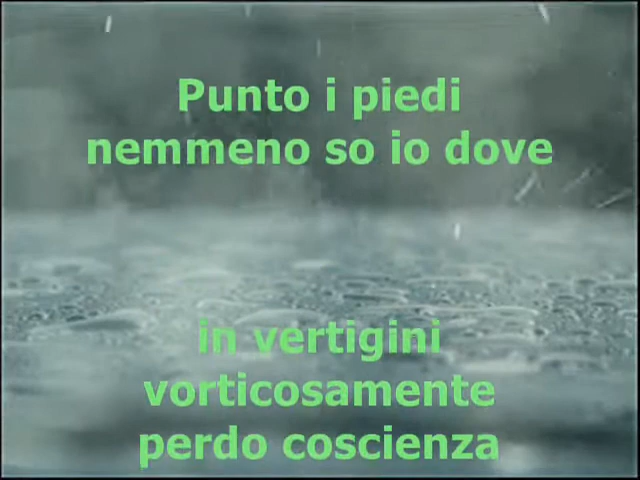 Punto i piedi
nemmeno so io dove
in vertigini
vorticosamente
perdo coscienza